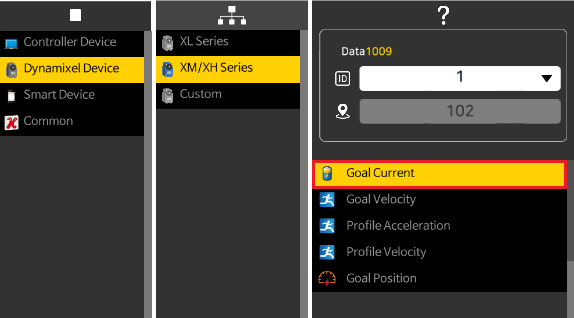 ?
Controller Device
Dynamixel Device
Smart Device
Common
XL Series
XM/XH Series
Custom
Data1009
ID
1
102
Goal Current
Goal Velocity
Profile Acceleration
Profile Velocity
Goal Position